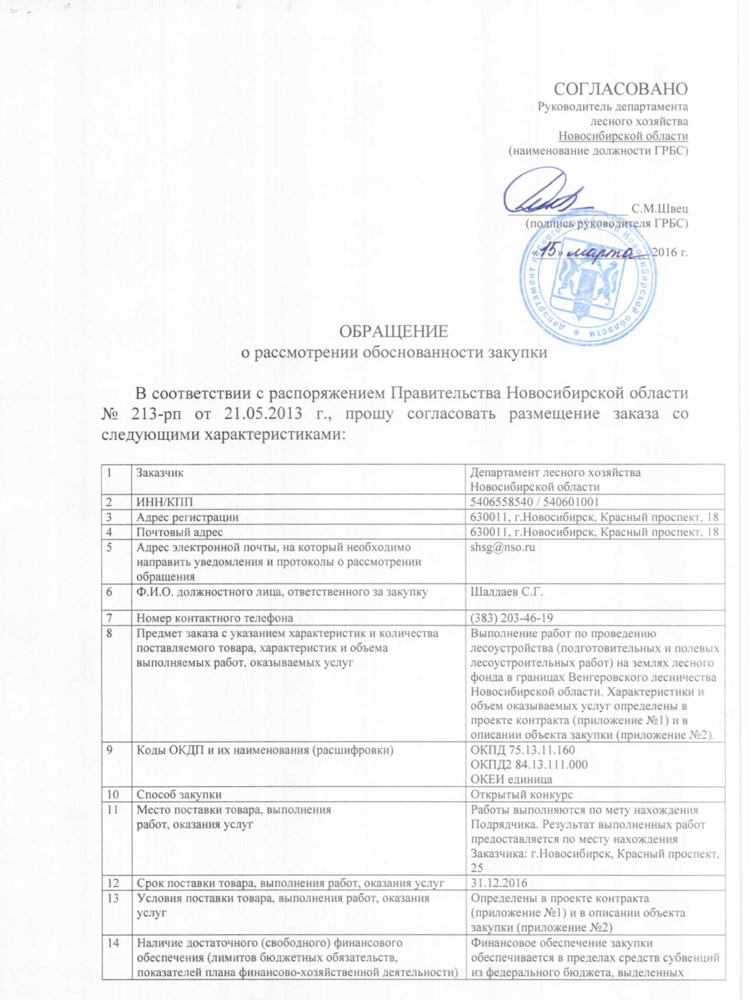 СОГЛАСОВАНО
Руководитель департамента
лесного хозяйства
Новосибирской области
(наименование должности ГРБС)
С.М.Швец
(подпись руководителя ГРБС)
«15» марта 2016 г.
департамент лесного хозяйства Новосибирской области *
ОБРАЩЕНИЕ
о рассмотрении обоснованности закупки
В соответствии с распоряжением Правительства Новосибирской области
№ 213-рп от 21.05.2013 г., прошу согласовать размещение заказа со
следующими характеристиками:
1 Заказчик Департамент лесного хозяйства
Новосибирской области
2 ИНН/КПП 5406558540 / 540601001
3 Адрес регистрации 630011, г.Новосибирск, Красный проспект, 18
4 Почтовый адрес 630011, г.Новосибирск, Красный проспект, 18
5 Адрес электронной почты, на который необходимо shsg@nso.ru
направить уведомления и протоколы о рассмотрении
обращения
6 Ф.И.О. должностного лица, ответственного за закупку Шалдаев С.Г.
7 Номер контактного телефона (383) 203-46-19
8 Предмет заказа с указанием характеристик и количества Выполнение работ по проведению
поставляемого товара, характеристик и объема лесоустройства (подготовительных и полевых
выполняемых работ, оказываемых услуг лесоустроительных работ) на землях лесного
фонда в границах Венгеровского лесничества
Новосибирской области. Характеристики и
объем оказываемых услуг определены в
проекте контракта (приложение №1) и в
описании объекта закупки (приложение №2).
9 Коды ОКДП и их наименования (расшифровки) ОКПД 75.13.11.160
ОКПД2 84.13.111.000
ОКЕИ единица
10 Способ закупки Открытый конкурс
11 Место поставки товара, выполнения Работы выполняются по мету нахождения
работ, оказания услуг Подрядчика. Результат выполненных работ
предоставляется по месту нахождения
Заказчика: г.Новосибирск, Красный проспект,
25
12 Срок поставки товара, выполнения работ, оказания услуг 31.12.2016
13 Условия поставки товара, выполнения работ, оказания Определены в проекте контракта
услуг (приложение №1) и в описании объекта
закупки (приложение №2)
14 Наличие достаточного (свободного) финансового Финансовое обеспечение закупки
обеспечения (лимитов бюджетных обязательств, обеспечивается в пределах средств субвенций
показателей плана финансово-хозяйственной деятельности) из федерального бюджета, выделенных